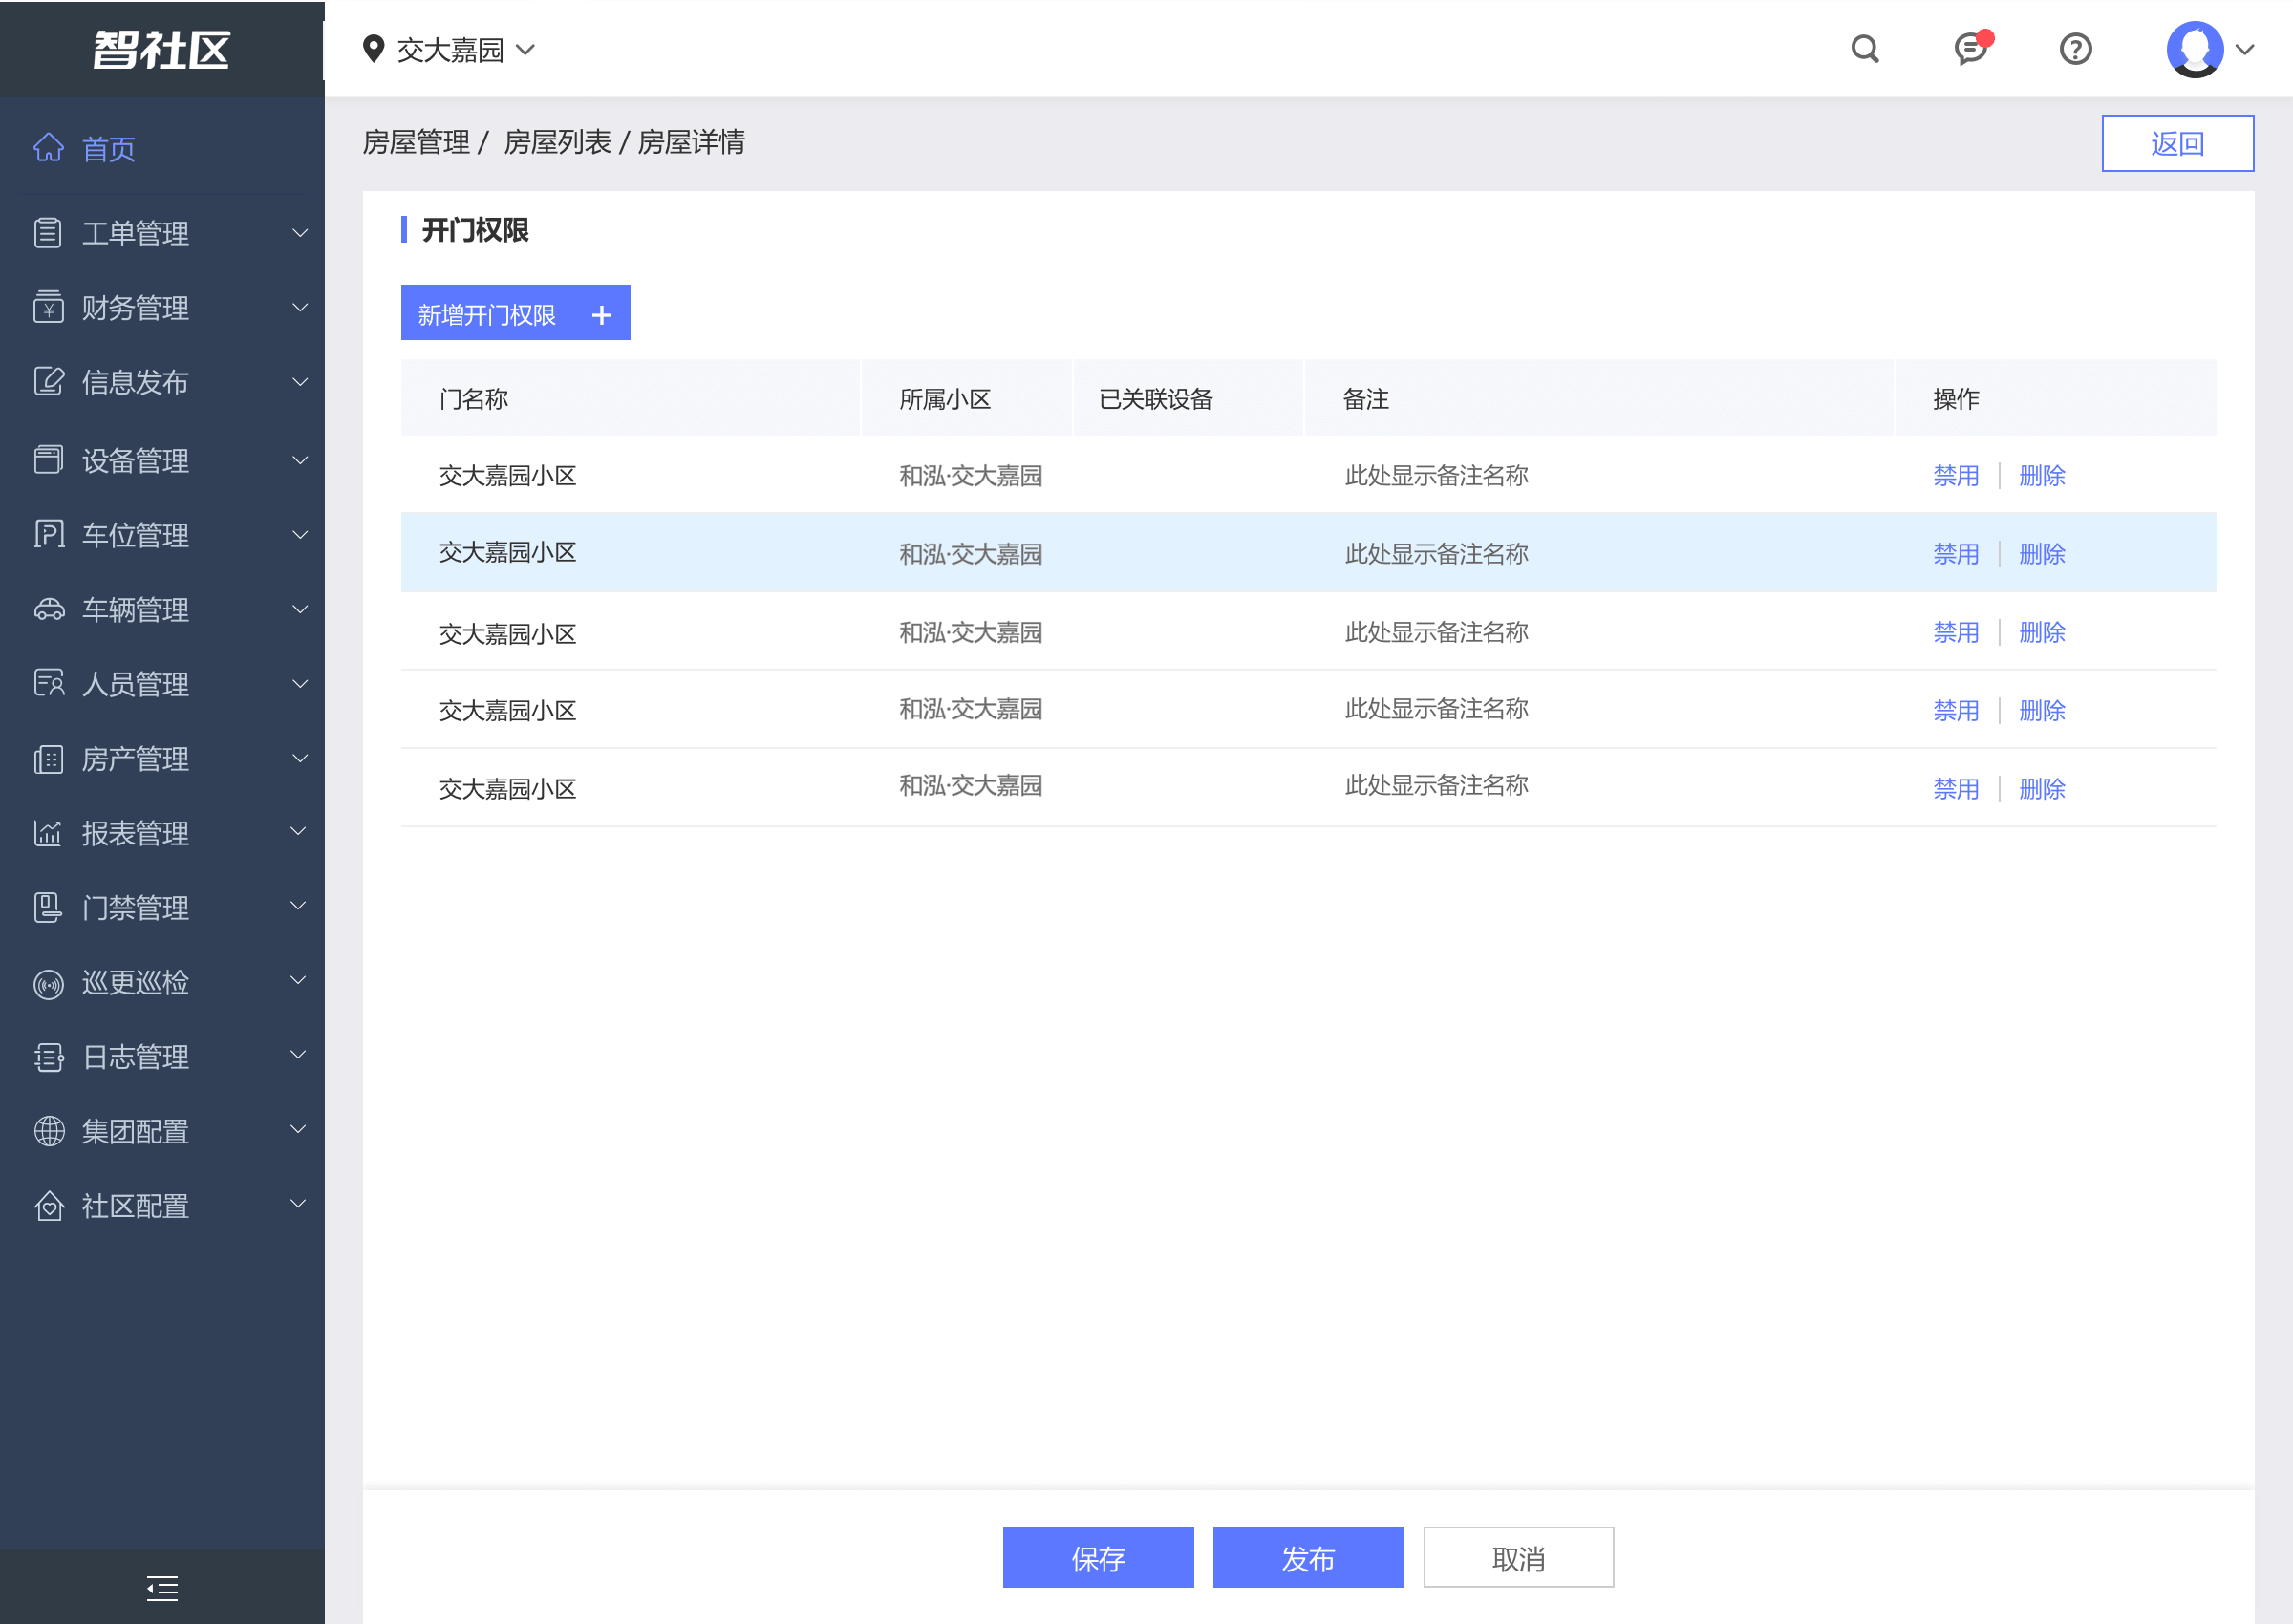 智社区
交大嘉园
首页
工单管理
财务管理
信息发布
设备管理
车位管理
车辆管理
人员管理
房产管理
报表管理
门禁管理
巡更巡检
日志管理
集团配置
社区配置
房屋管理 / 房屋列表 / 房屋详情
返回
开门权限
新增开门权限 +
门名称 所属小区 已关联设备 备注 操作
交大嘉园小区 和泓·交大嘉园 此处显示备注名称 禁用 | 删除
交大嘉园小区 和泓·交大嘉园 此处显示备注名称 禁用 | 删除
交大嘉园小区 和泓·交大嘉园 此处显示备注名称 禁用 | 删除
交大嘉园小区 和泓·交大嘉园 此处显示备注名称 禁用 | 删除
交大嘉园小区 和泓·交大嘉园 此处显示备注名称 禁用 | 删除
保存 发布 取消